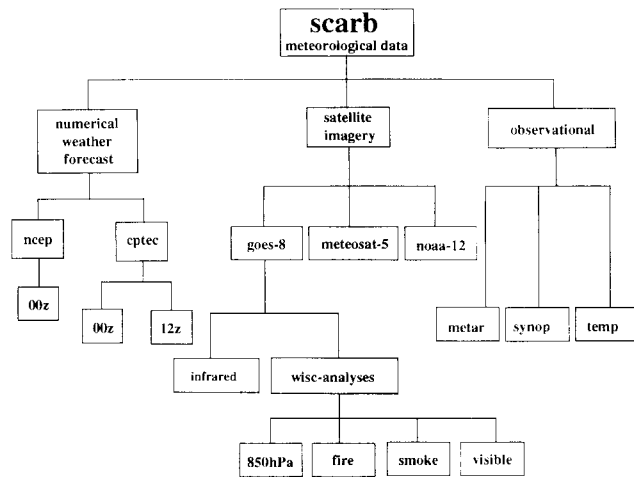 scarb
meteorological data
numerical
weather
forecast
satellite
imagery
observational
ncep
cptec
goes-8
meteosat-5
noaa-12
00z
00z
12z
metar
synop
temp
infrared
wisc-analyses
850hPa
fire
smoke
visible